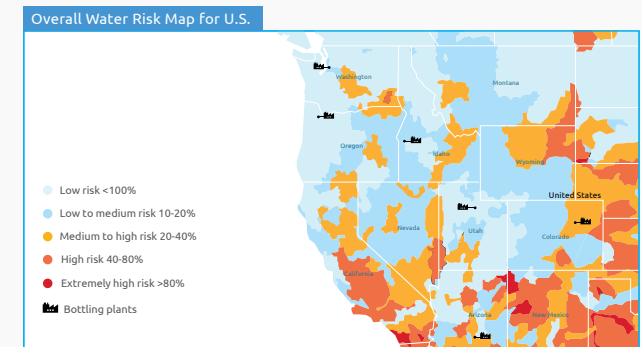 Overall Water Risk Map for U.S.
Washington
Montana
Oregon
Idaho
Wyoming
Low risk <100%
United States
Low to medium risk 10-20%
Nevada
Utah
Colorado
Medium to high risk 20-40%
High risk 40-80%
California
Extremely high risk >80%
Bottling plants
Arizona
New Mexico